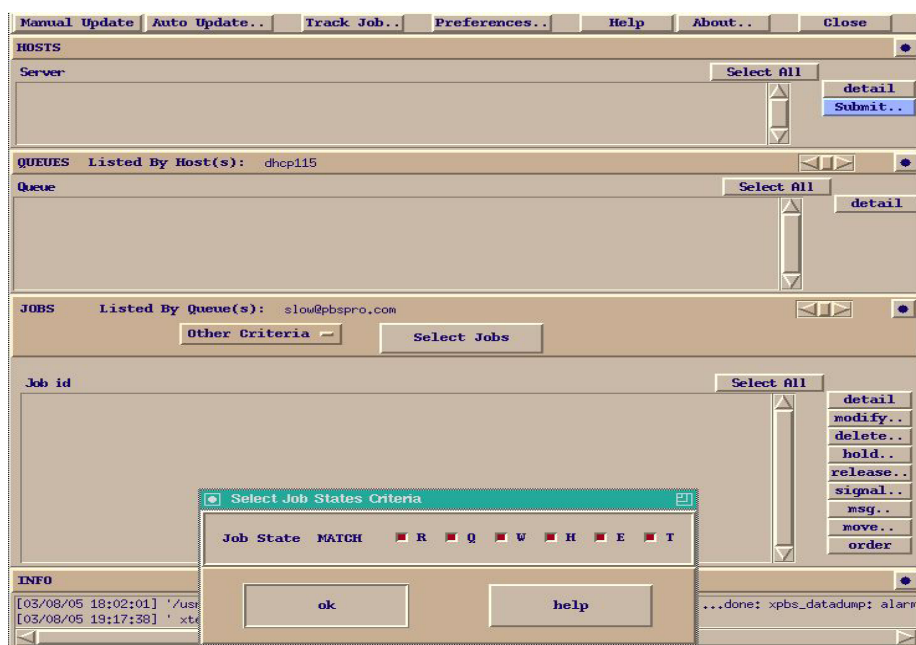 Manual Update Auto Update.. Track Job.. Preferences.. Help About.. Close
HOSTS
Server Select All
detail
Submit..
QUEUES Listed By Host(s): dhcp115
Queue Select All
detail
JOBS Listed By Queue(s): slow@pbspro.com
Other Criteria Select Jobs
Job id Select All
detail
modify..
delete..
hold..
release..
signal..
msg..
move..
order
Select Job States Criteria
Job State MATCH R Q W H E T
ok help
INFO
[03/08/05 18:02:01] '/usr ...done; xpbs_datadump: alarm
[03/08/05 19:17:38] ' xte